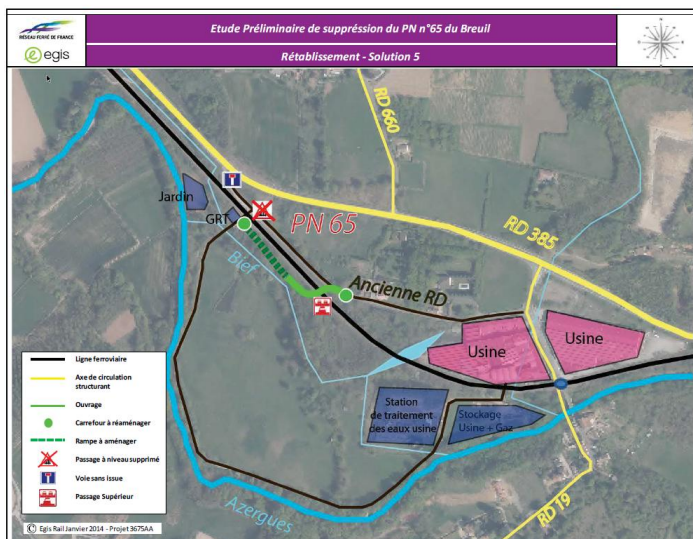 RÉSEAU FERRÉ DE FRANCE
egis
Etude Préliminaire de suppréssion du PN n°65 du Breuil
Rétablissement - Solution 5
RD 660
Jardin
GRT
PN 65
RD 385
Bief
Ancienne RD
Usine
Usine
Station
de traitement
des eaux usine
Stockage
Usine + Gaz
Azergues
RD 19
Ligne ferroviaire
Axe de circulation
structurant
Ouvrage
Carrefour à réaménager
Rampe à aménager
Passage à niveau supprimé
Voie sans issue
Passage Supérieur
© Egis Rail Janvier 2014 - Projet 3675AA